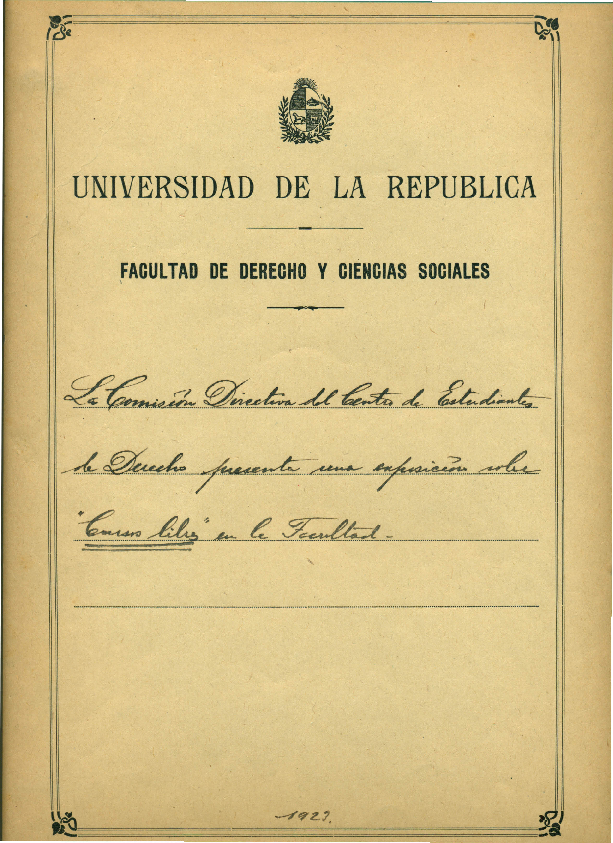 UNIVERSIDAD DE LA REPUBLICA
FACULTAD DE DERECHO Y CIENCIAS SOCIALES
La Comisión Directiva del Centro de Estudiantes
de Derecho presenta una exposición sobre
"Cursos libres" en la Facultad.
1923.